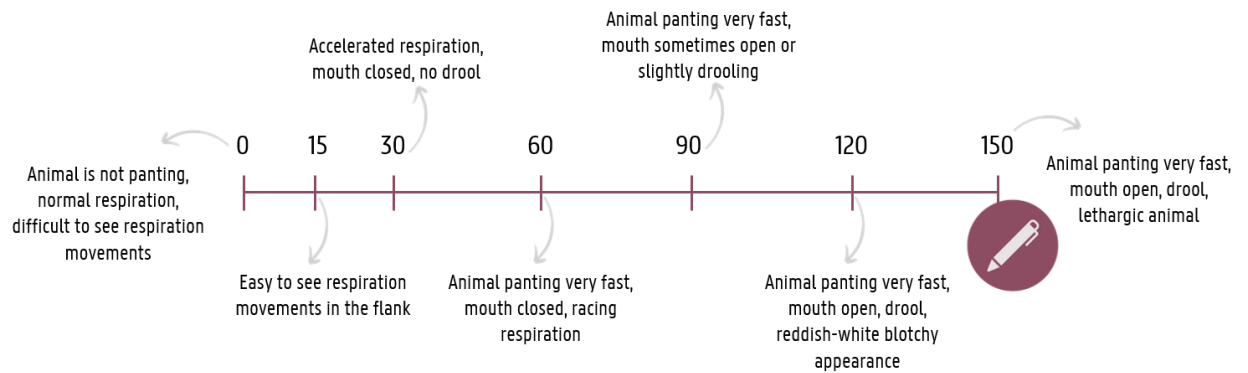 Animal panting very fast,
mouth sometimes open or
slightly drooling
Accelerated respiration,
mouth closed, no drool
0
15
30
60
90
120
150
Animal is not panting,
normal respiration,
difficult to see respiration
movements
Animal panting very fast,
mouth open, drool,
lethargic animal
Easy to see respiration
movements in the flank
Animal panting very fast,
mouth closed, racing
respiration
Animal panting very fast,
mouth open, drool,
reddish-white blotchy
appearance